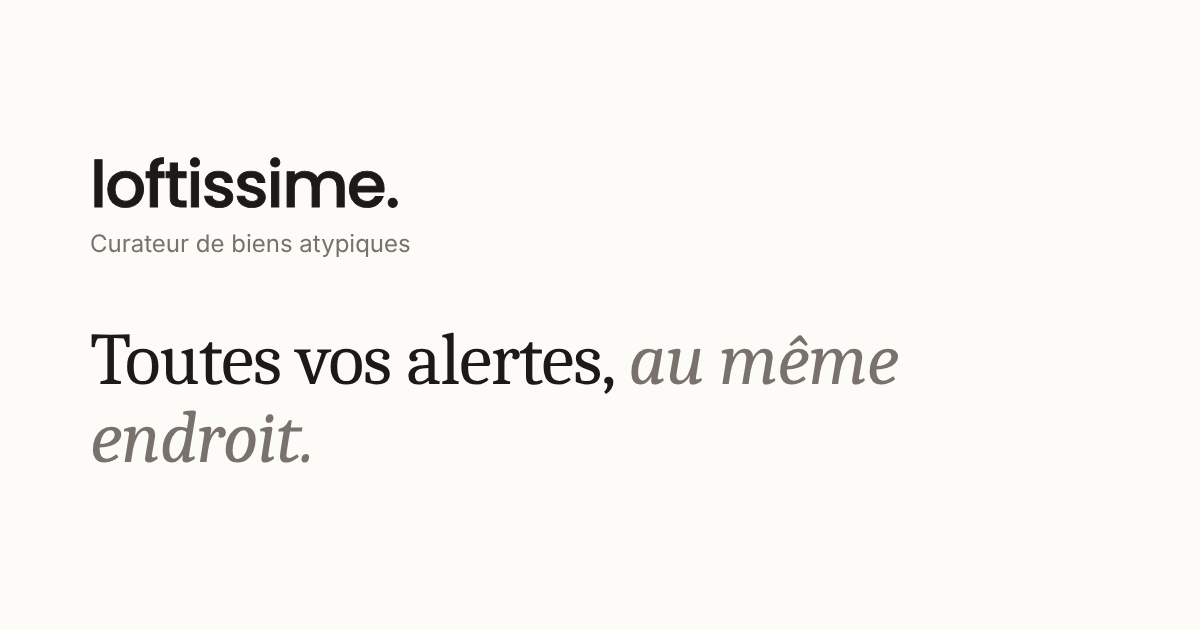 loftissime.
Curateur de biens atypiques
Toutes vos alertes, au même
endroit.